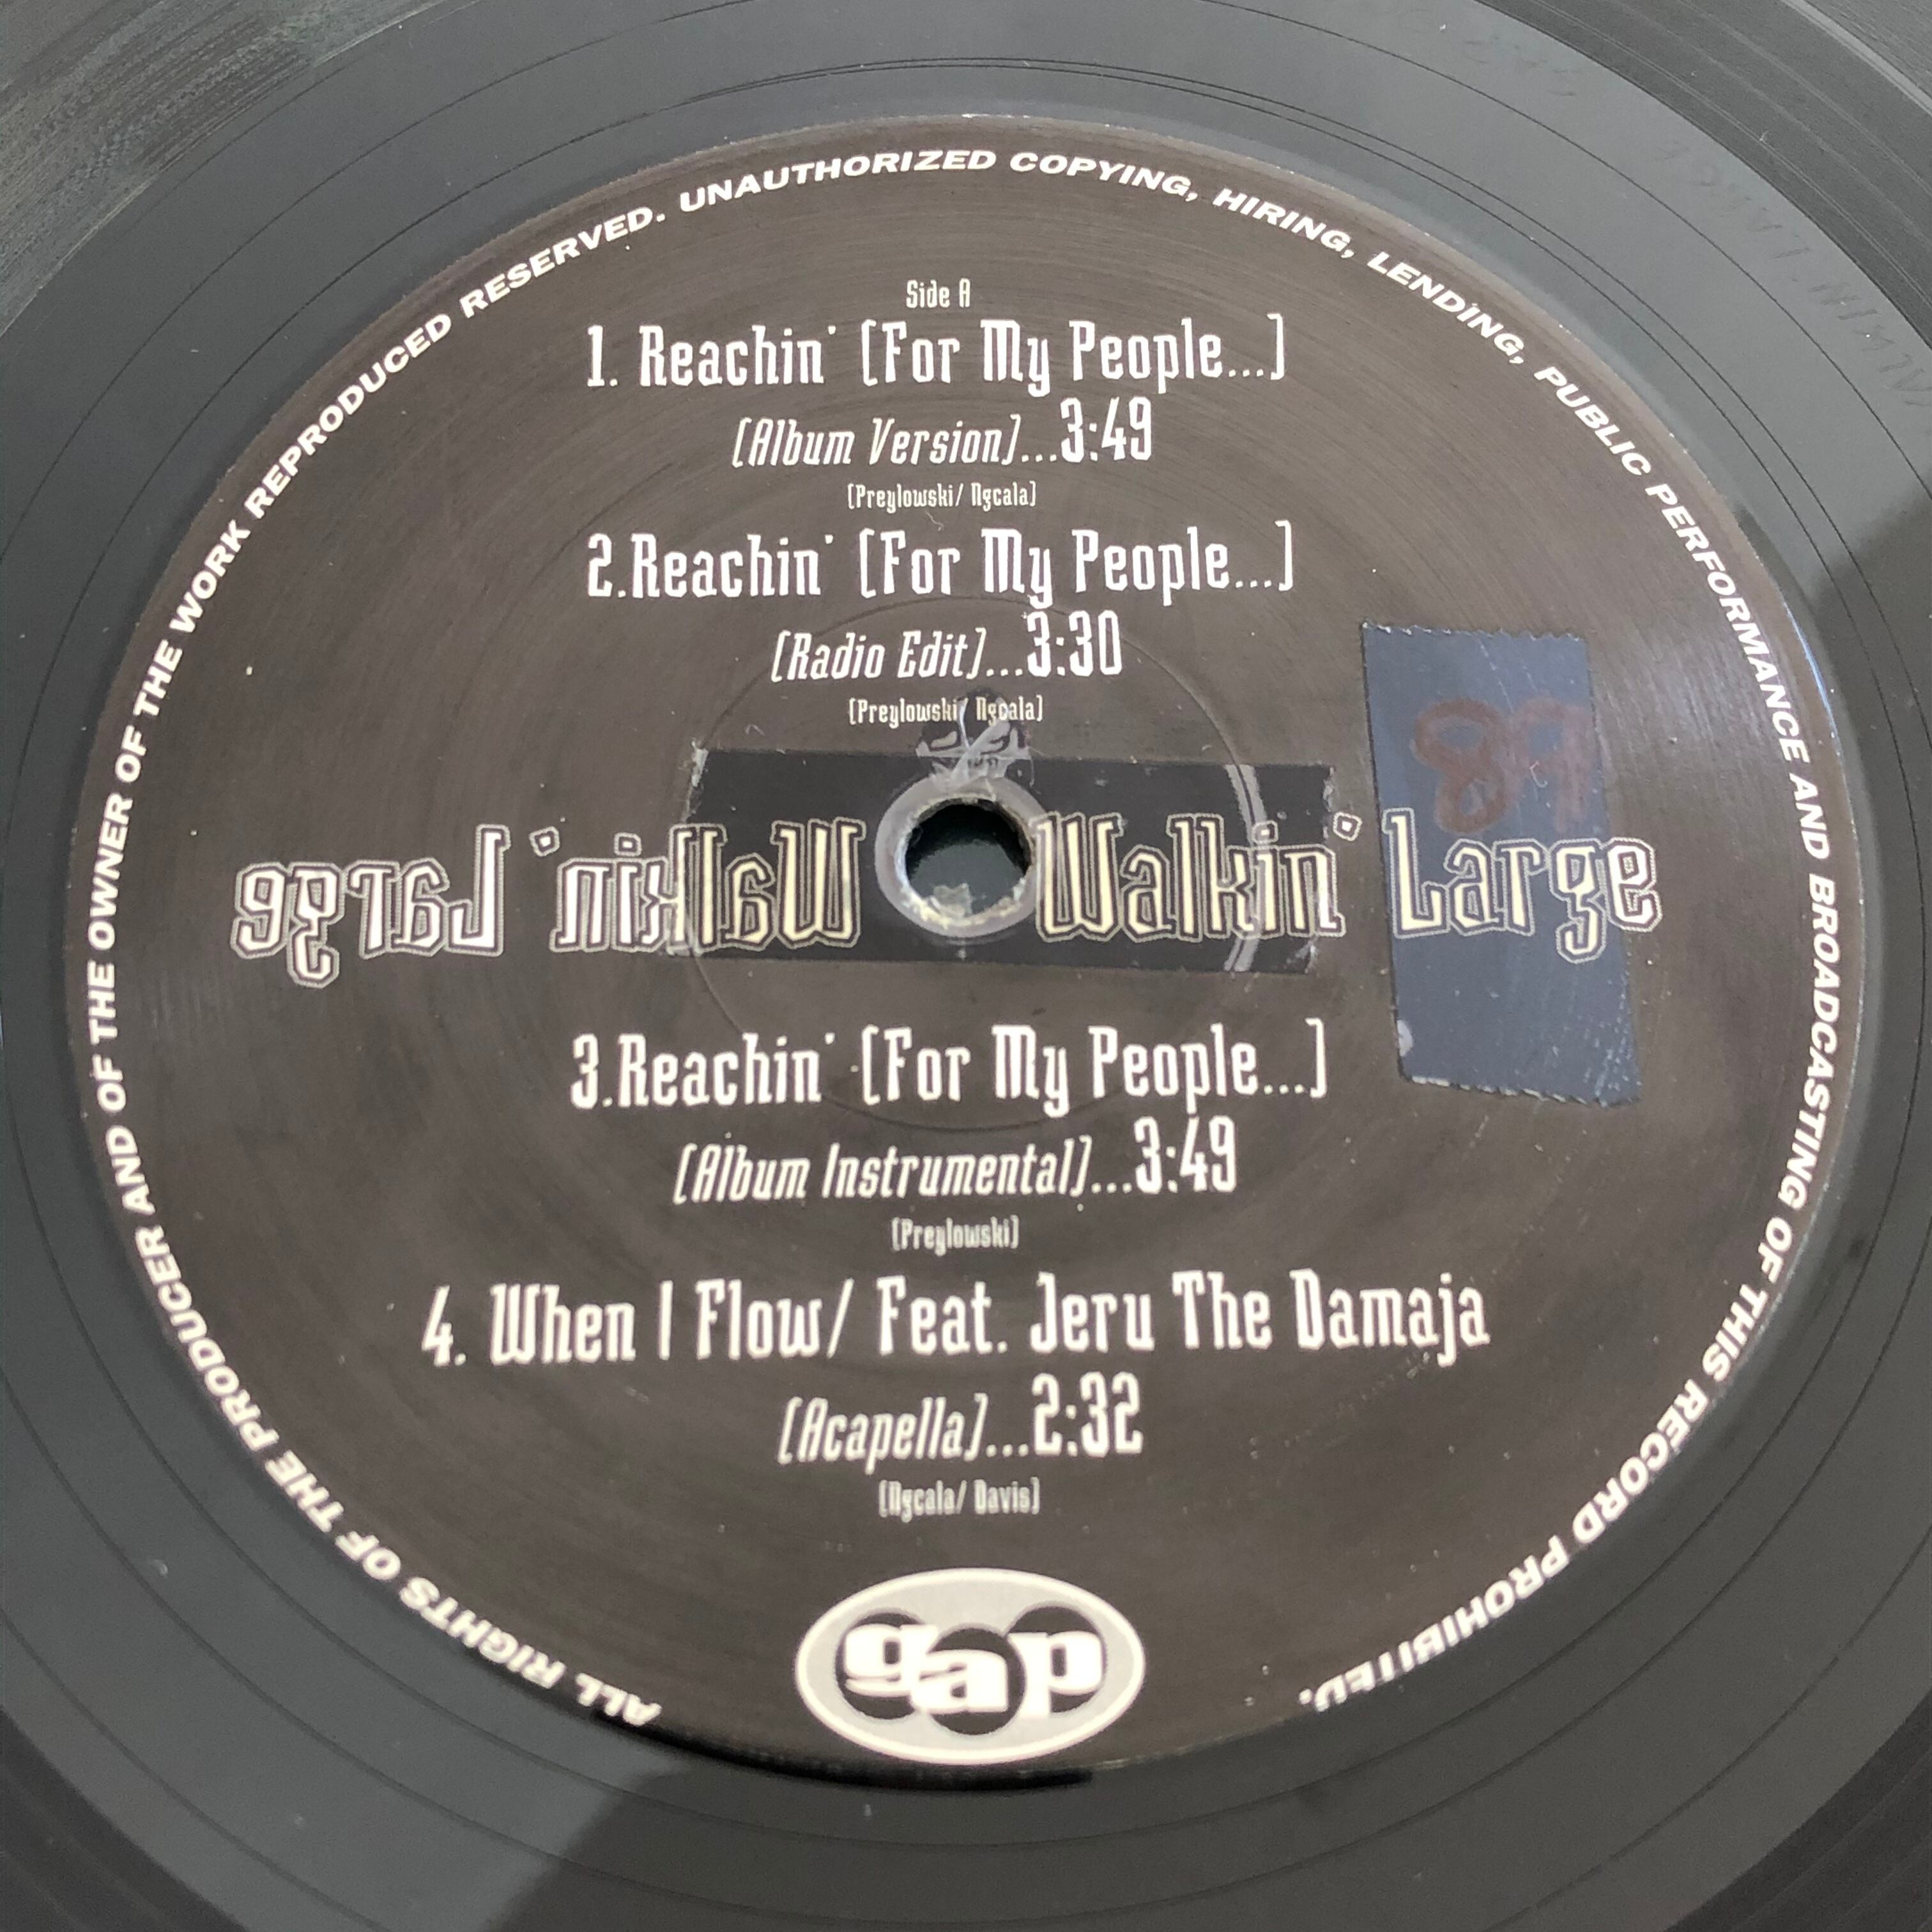 ALL RIGHTS OF THE PRODUCER AND OF THE OWNER OF THE WORK REPRODUCED RESERVED. UNAUTHORIZED COPYING, HIRING, LENDING, PUBLIC PERFORMANCE AND BROADCASTING OF THIS RECORD PROHIBITED.
Side A
1. Reachin' (For My People...)
(Album Version)...3:49
(Preylowski/ Ngcala)
2.Reachin' (For My People...)
(Radio Edit)...3:30
(Preylowski/ Ngcala)
89
Walkin' Large Walkin' Large
3.Reachin' (For My People...)
(Album Instrumental)...3:49
(Preylowski)
4. When I Flow/ Feat. Jeru The Damaja
(Acapella)...2:32
(Ngcala/ Davis)
gap